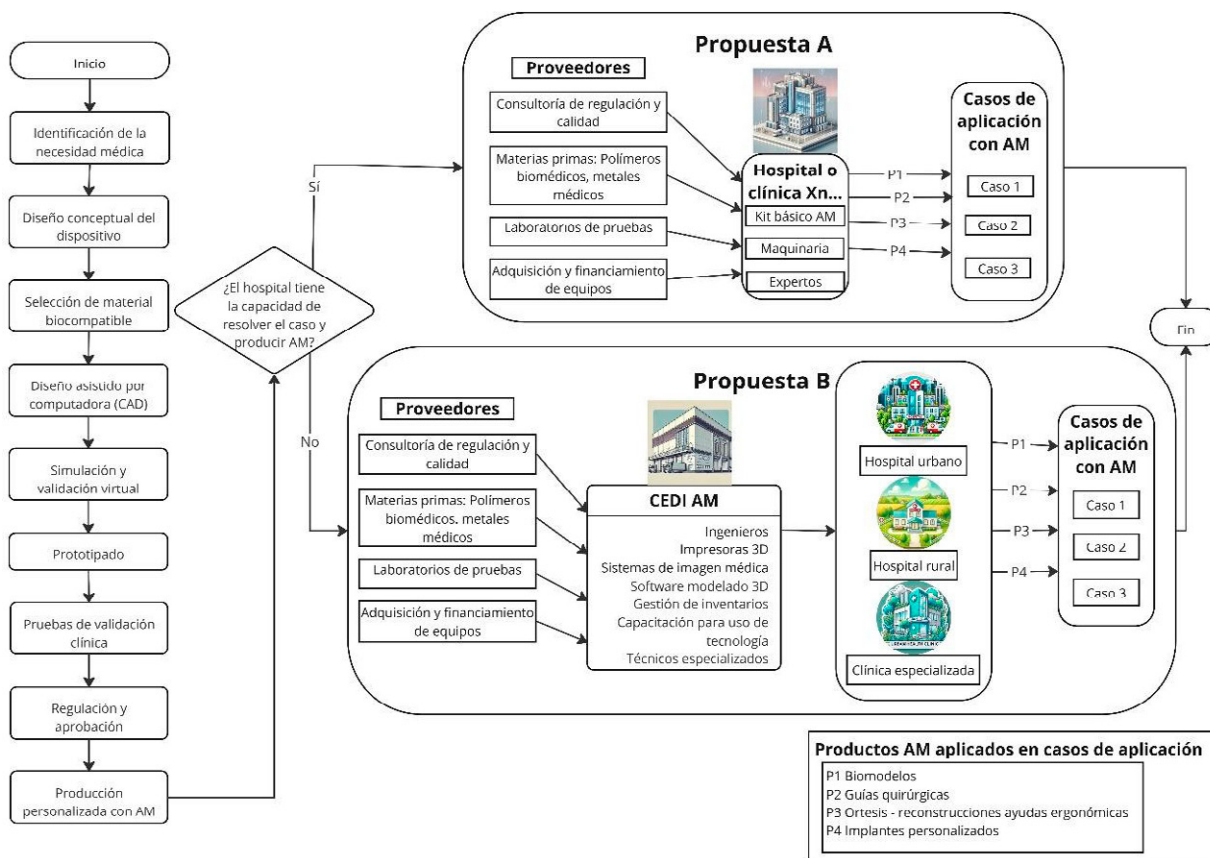 Inicio
Identificación de la
necesidad médica
Diseño conceptual del
dispositivo
Selección de material
biocompatible
Diseño asistido por
computadora (CAD)
Simulación y
validación virtual
Prototipado
Pruebas de validación
clínica
Regulación y
aprobación
Producción
personalizada con AM
¿El hospital tiene
la capacidad de
resolver el caso y
producir AM?
Sí
No
Propuesta A
Proveedores
Consultoría de regulación y
calidad
Materias primas: Polímeros
biomédicos, metales
médicos
Laboratorios de pruebas
Adquisición y financiamiento
de equipos
Hospital o
clínica Xn...
Kit básico AM
Maquinaria
Expertos
P1
P2
P3
P4
Casos de
aplicación
con AM
Caso 1
Caso 2
Caso 3
Fin
Propuesta B
Proveedores
Consultoría de regulación y
calidad
Materias primas: Polímeros
biomédicos. metales
médicos
Laboratorios de pruebas
Adquisición y financiamiento
de equipos
CEDI AM
Ingenieros
Impresoras 3D
Sistemas de imagen médica
Software modelado 3D
Gestión de inventarios
Capacitación para uso de
tecnología
Técnicos especializados
Hospital urbano
Hospital rural
Clínica especializada
P1
P2
P3
P4
Casos de
aplicación
con AM
Caso 1
Caso 2
Caso 3
Productos AM aplicados en casos de aplicación
P1 Biomodelos
P2 Guías quirúrgicas
P3 Ortesis - reconstrucciones ayudas ergonómicas
P4 Implantes personalizados